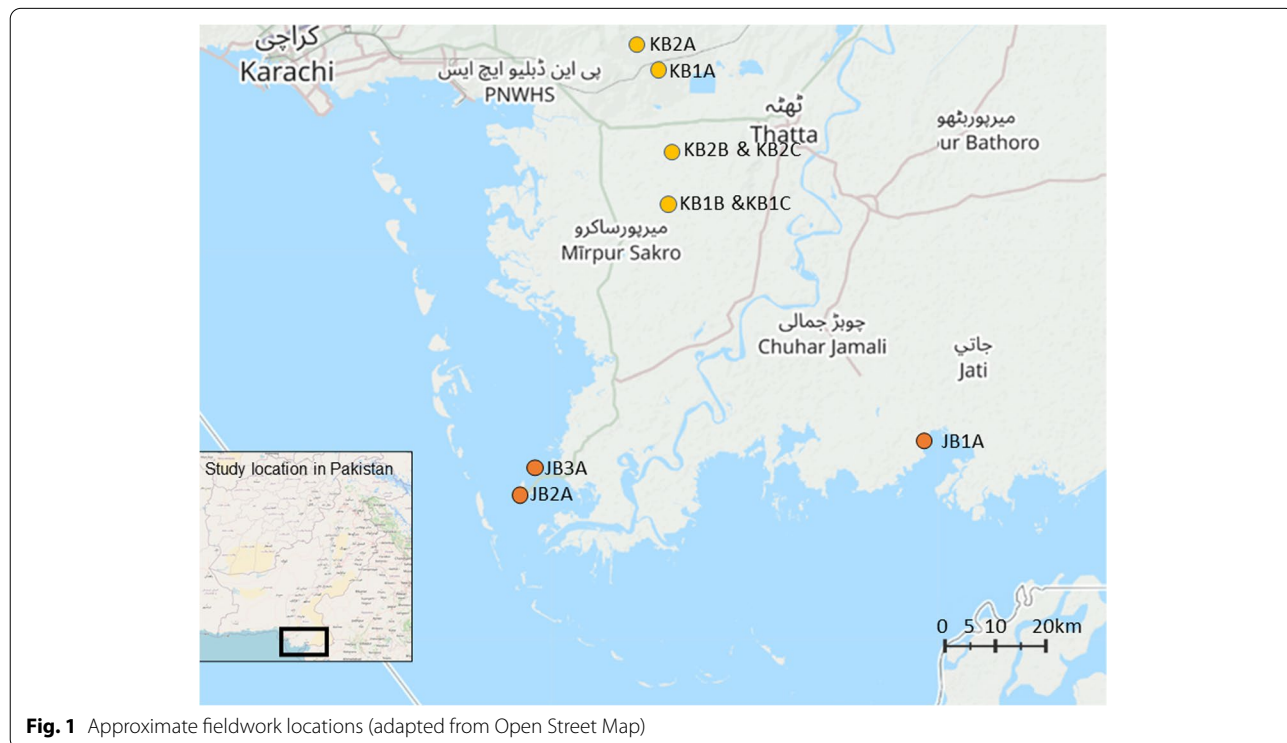 کراچی
Karachi
KB2A
KB1A
پی این ڈبلیو ایچ ایس
PNWHS
ٹھٹہ
Thatta
میرپوربٹھو
ur Bathoro
KB2B & KB2C
KB1B &KB1C
میرپورساکرو
Mīrpur Sakro
چوہڑ جمالی
Chuhar Jamali
جاتي
Jati
JB1A
JB3A
JB2A
Study location in Pakistan
0 5 10 20km
Fig. 1 Approximate fieldwork locations (adapted from Open Street Map)